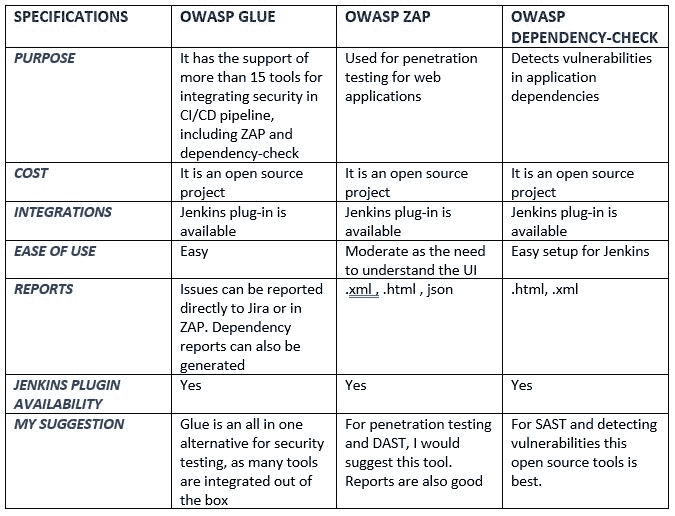 SPECIFICATIONS OWASP GLUE OWASP ZAP OWASP
DEPENDENCY-CHECK
PURPOSE
It has the support of
more than 15 tools for
integrating security in
CI/CD pipeline,
including ZAP and
dependency-check
Used for penetration
testing for web
applications
Detects vulnerabilities
in application
dependencies
COST
It is an open source
project
It is an open source
project
It is an open source
project
INTEGRATIONS
Jenkins plug-in is
available
Jenkins plug-in is
available
Jenkins plug-in is
available
EASE OF USE
Easy
Moderate as the need
to understand the UI
Easy setup for Jenkins
REPORTS
Issues can be reported
directly to Jira or in
ZAP. Dependency
reports can also be
generated
.xml , .html , json
.html, .xml
JENKINS PLUGIN
AVAILABILITY
Yes
Yes
Yes
MY SUGGESTION
Glue is an all in one
alternative for security
testing, as many tools
are integrated out of
the box
For penetration testing
and DAST, I would
suggest this tool.
Reports are also good
For SAST and detecting
vulnerabilities this
open source tools is
best.